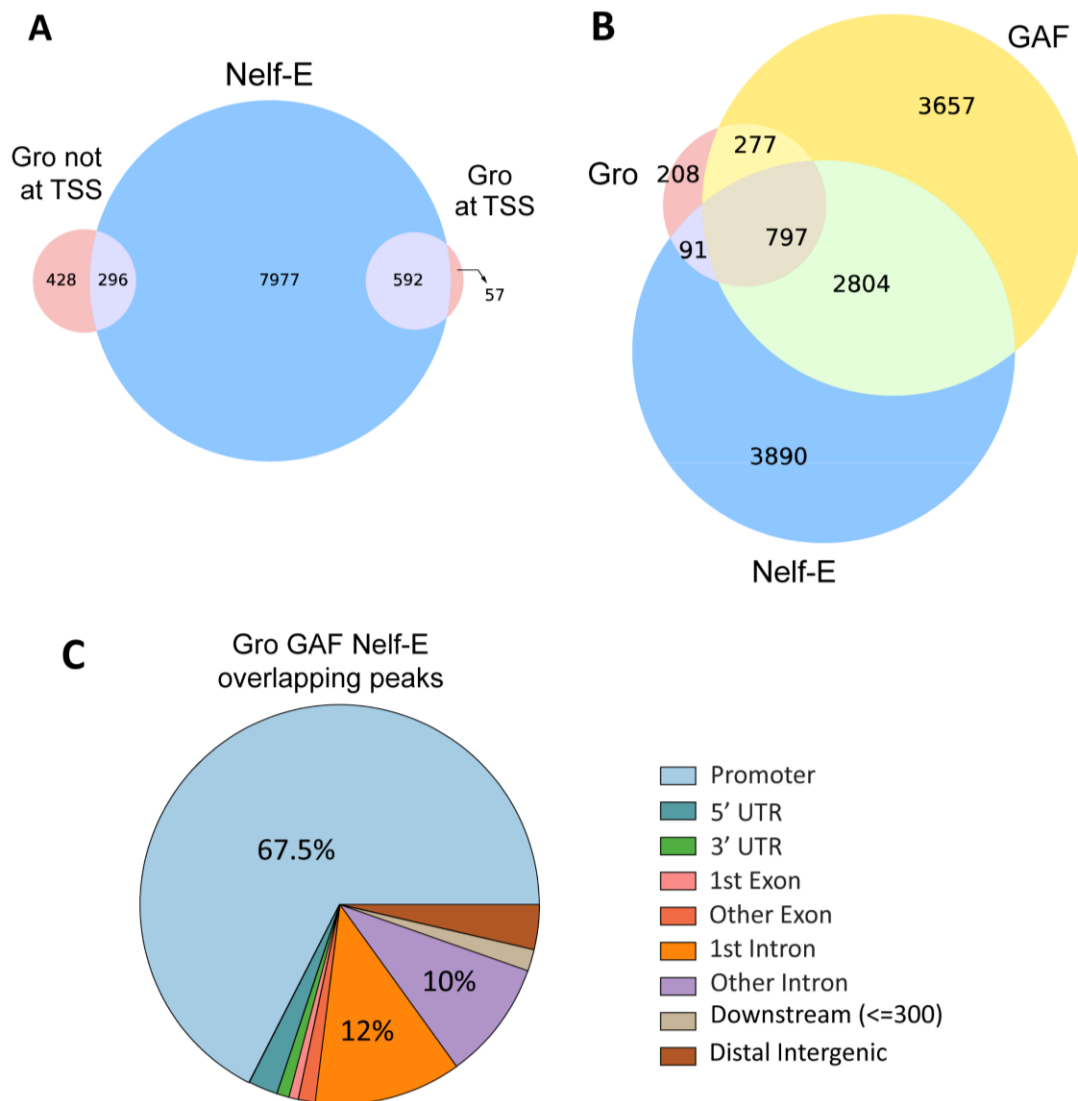 A
Nelf-E
Gro not
at TSS
Gro
at TSS
428
296
7977
592
57
B
GAF
3657
277
Gro
208
91
797
2804
3890
Nelf-E
C
Gro GAF Nelf-E
overlapping peaks
67.5%
10%
12%
Promoter
5' UTR
3' UTR
1st Exon
Other Exon
1st Intron
Other Intron
Downstream (<=300)
Distal Intergenic